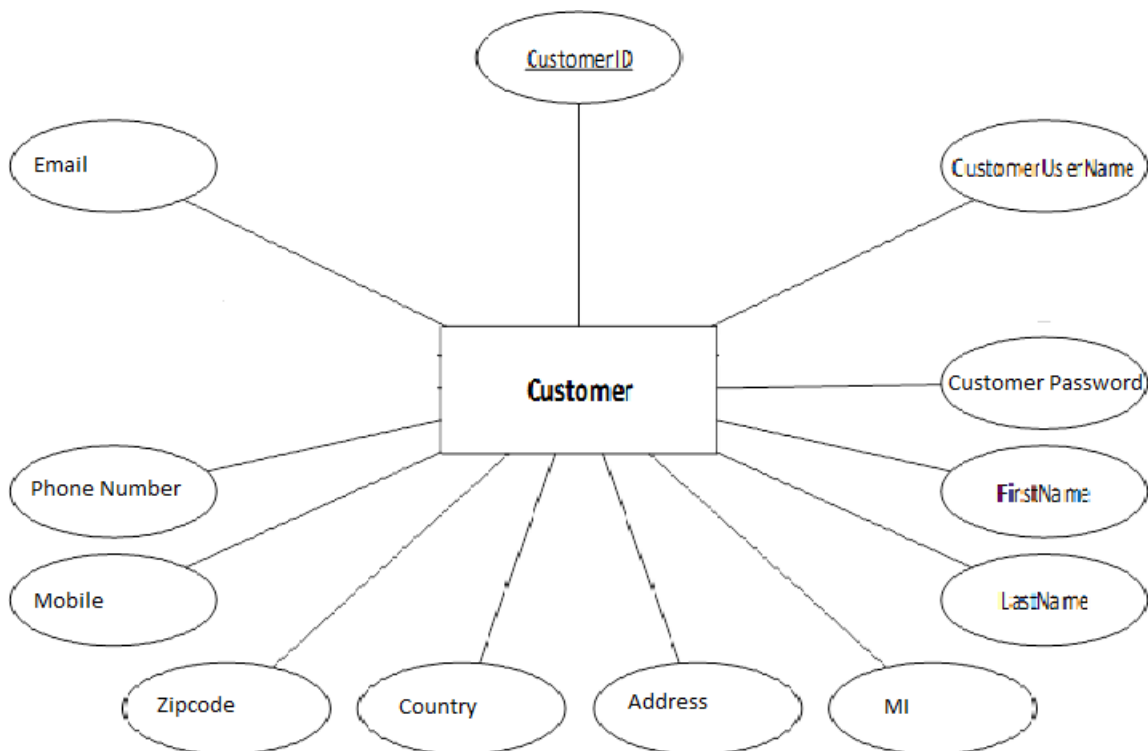 CustomerID
Email
CustomerUserName
Customer
Customer Password
Phone Number
FirstName
Mobile
LastName
Zipcode
Country
Address
MI